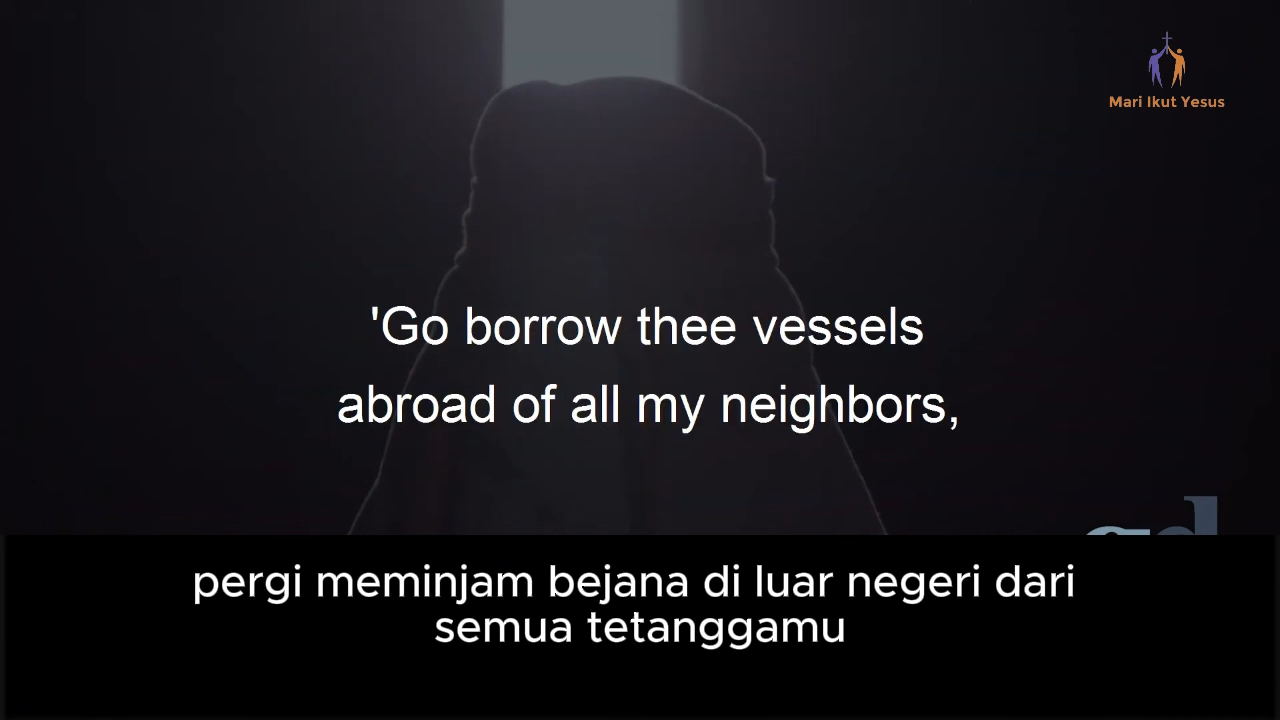 Mari Ikut Yesus
'Go borrow thee vessels
abroad of all my neighbors,
pergi meminjam bejana di luar negeri dari
semua tetanggamu